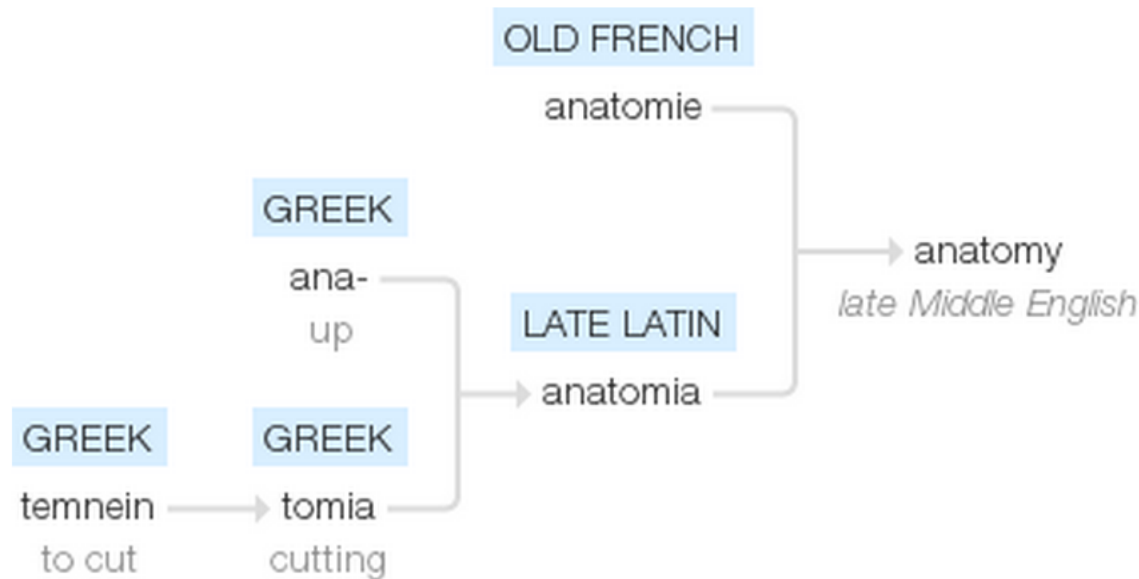 OLD FRENCH
anatomie
GREEK
ana-
up
LATE LATIN
anatomia
anatomy
late Middle English
GREEK
temnein
to cut
GREEK
tomia
cutting